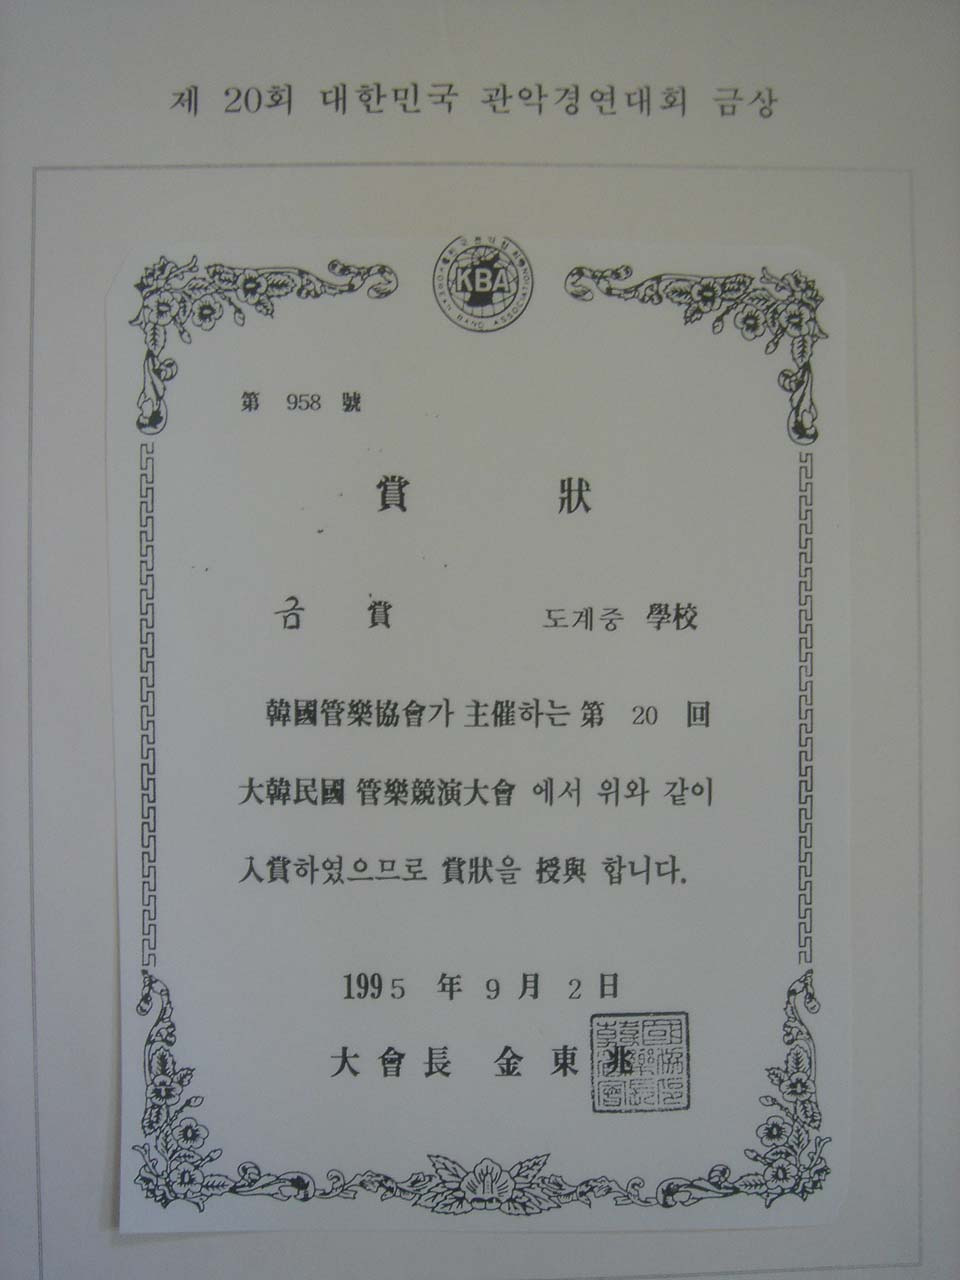 제 20회 대한민국 관악경연대회 금상
KBA
KOREAN BAND ASSOCIATION
第 958 號
賞 狀
금 賞 도계중 學校
韓國管樂協會가 主催하는 第 20 回
大韓民國 管樂競演大會 에서 위와 같이
入賞하였으므로 賞狀을 授與 합니다.
1995 年 9 月 2 日
大會長 金東兆